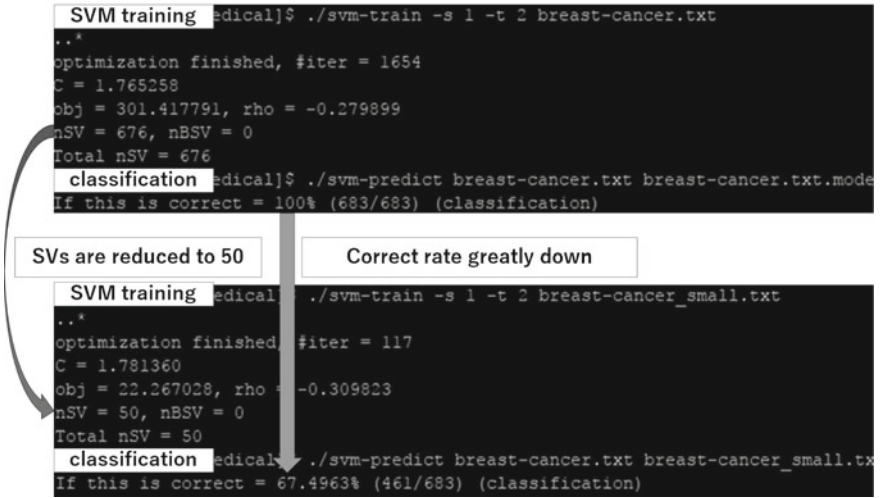 SVM training edical]$ ./svm-train -s 1 -t 2 breast-cancer.txt
..*
optimization finished, #iter = 1654
C = 1.765258
obj = 301.417791, rho = -0.279899
nSV = 676, nBSV = 0
Total nSV = 676
classification edical]$ ./svm-predict breast-cancer.txt breast-cancer.txt.mode
If this is correct = 100% (683/683) (classification)
SVs are reduced to 50
Correct rate greatly down
SVM training edical] ./svm-train -s 1 -t 2 breast-cancer_small.txt
..*
optimization finished, #iter = 117
C = 1.781360
obj = 22.267028, rho = -0.309823
nSV = 50, nBSV = 0
Total nSV = 50
classification edical] ./svm-predict breast-cancer.txt breast-cancer_small.tx
If this is correct = 67.4963% (461/683) (classification)